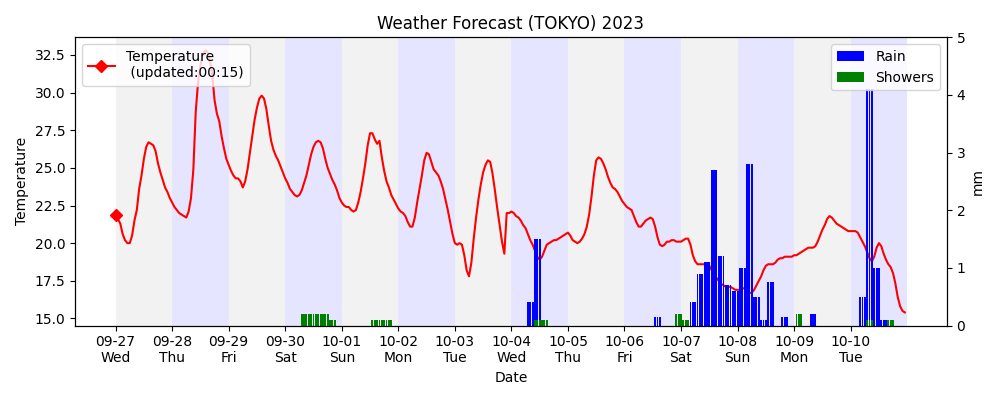 Weather Forecast (TOKYO) 2023
Temperature
(updated:00:15)
Rain
Showers
Temperature
32.5
30.0
27.5
25.0
22.5
20.0
17.5
15.0
5
4
3
2
1
0
mm
09-27 09-28 09-29 09-30 10-01 10-02 10-03 10-04 10-05 10-06 10-07 10-08 10-09 10-10
Wed Thu Fri Sat Sun Mon Tue Wed Thu Fri Sat Sun Mon Tue
Date